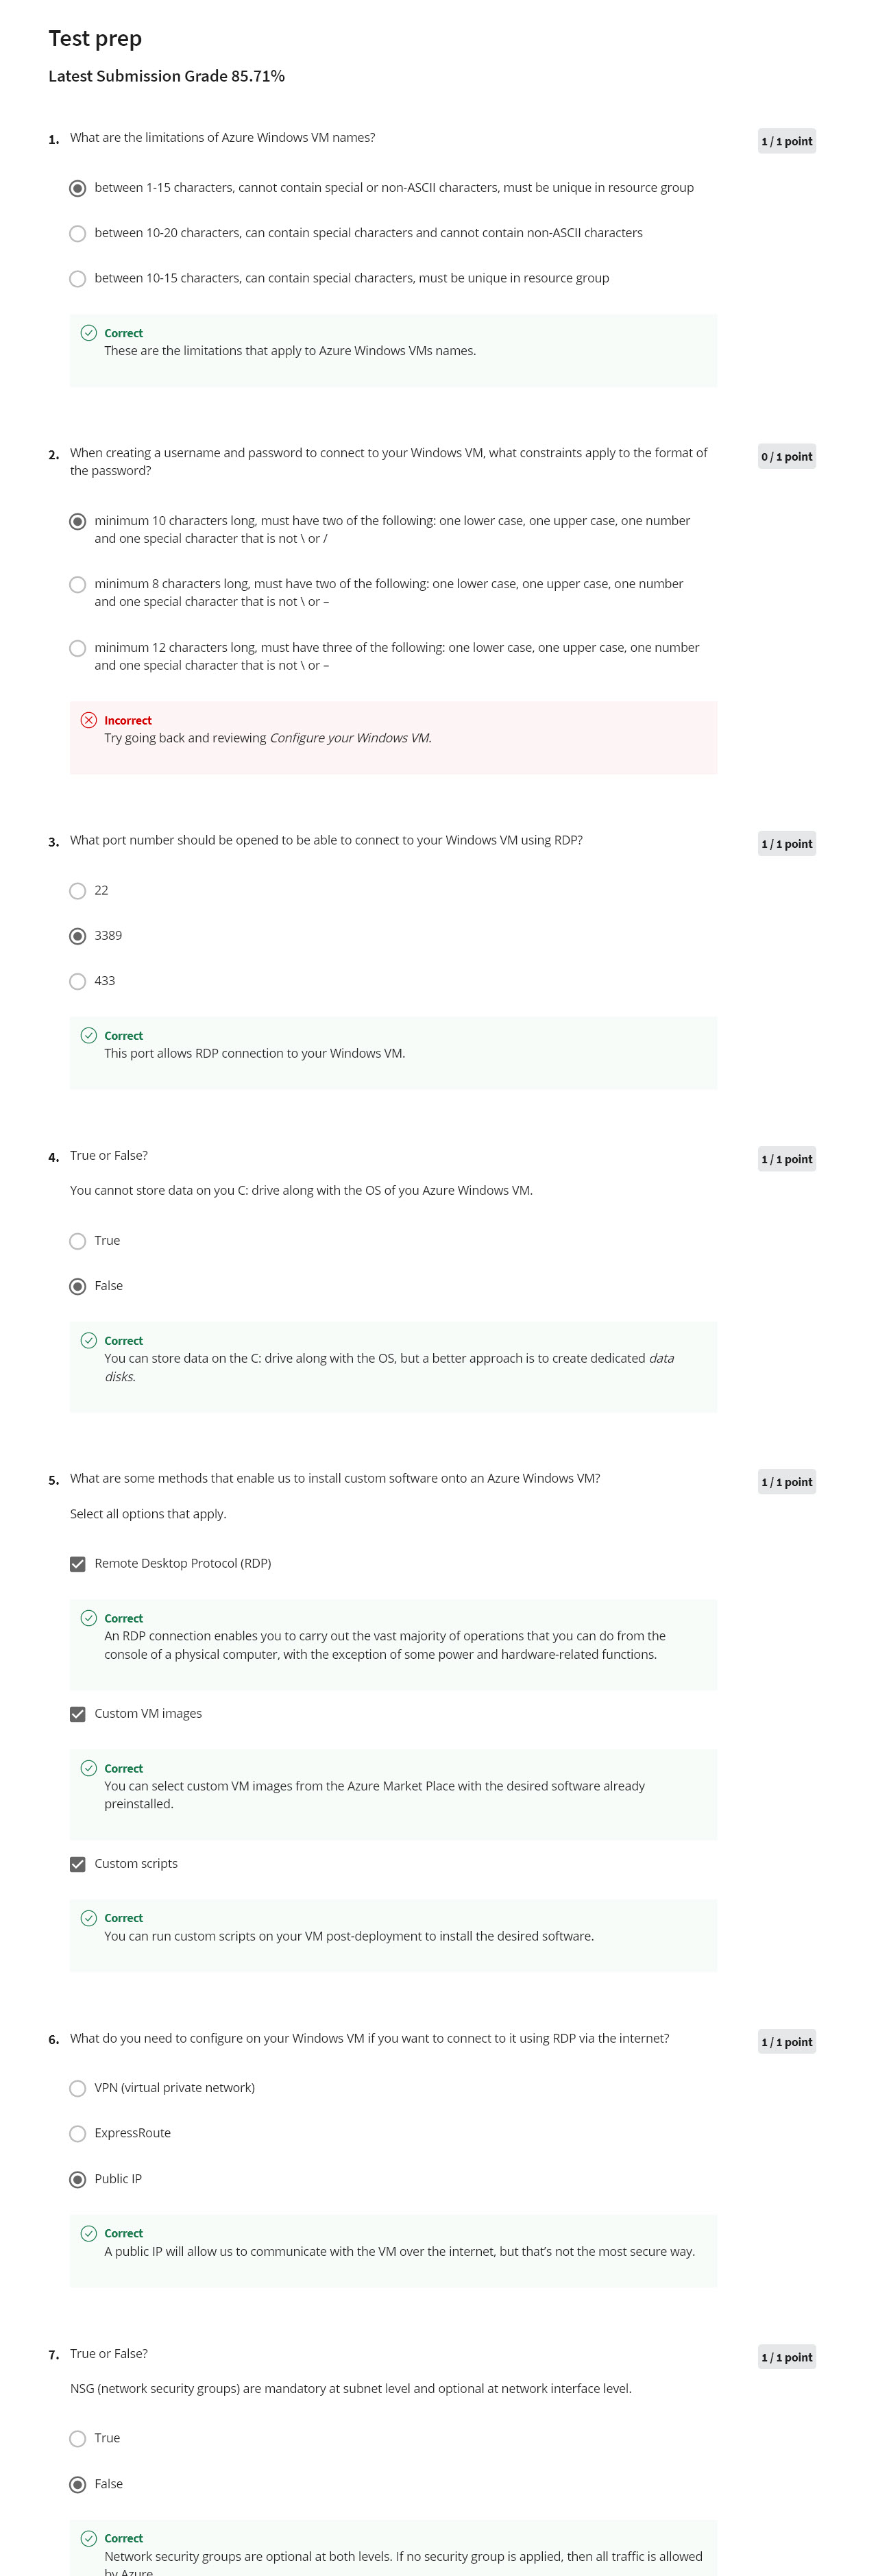 Test prep
Latest Submission Grade 85.71%
1. What are the limitations of Azure Windows VM names?
1 / 1 point
between 1-15 characters, cannot contain special or non-ASCII characters, must be unique in resource group
between 10-20 characters, can contain special characters and cannot contain non-ASCII characters
between 10-15 characters, can contain special characters, must be unique in resource group
Correct
These are the limitations that apply to Azure Windows VMs names.
2. When creating a username and password to connect to your Windows VM, what constraints apply to the format of
the password?
0 / 1 point
minimum 10 characters long, must have two of the following: one lower case, one upper case, one number
and one special character that is not \ or /
minimum 8 characters long, must have two of the following: one lower case, one upper case, one number
and one special character that is not \ or –
minimum 12 characters long, must have three of the following: one lower case, one upper case, one number
and one special character that is not \ or –
Incorrect
Try going back and reviewing Configure your Windows VM.
3. What port number should be opened to be able to connect to your Windows VM using RDP?
1 / 1 point
22
3389
433
Correct
This port allows RDP connection to your Windows VM.
4. True or False?
1 / 1 point
You cannot store data on you C: drive along with the OS of you Azure Windows VM.
True
False
Correct
You can store data on the C: drive along with the OS, but a better approach is to create dedicated data
disks.
5. What are some methods that enable us to install custom software onto an Azure Windows VM?
1 / 1 point
Select all options that apply.
Remote Desktop Protocol (RDP)
Correct
An RDP connection enables you to carry out the vast majority of operations that you can do from the
console of a physical computer, with the exception of some power and hardware-related functions.
Custom VM images
Correct
You can select custom VM images from the Azure Market Place with the desired software already
preinstalled.
Custom scripts
Correct
You can run custom scripts on your VM post-deployment to install the desired software.
6. What do you need to configure on your Windows VM if you want to connect to it using RDP via the internet?
1 / 1 point
VPN (virtual private network)
ExpressRoute
Public IP
Correct
A public IP will allow us to communicate with the VM over the internet, but that's not the most secure way.
7. True or False?
1 / 1 point
NSG (network security groups) are mandatory at subnet level and optional at network interface level.
True
False
Correct
Network security groups are optional at both levels. If no security group is applied, then all traffic is allowed
by Azure